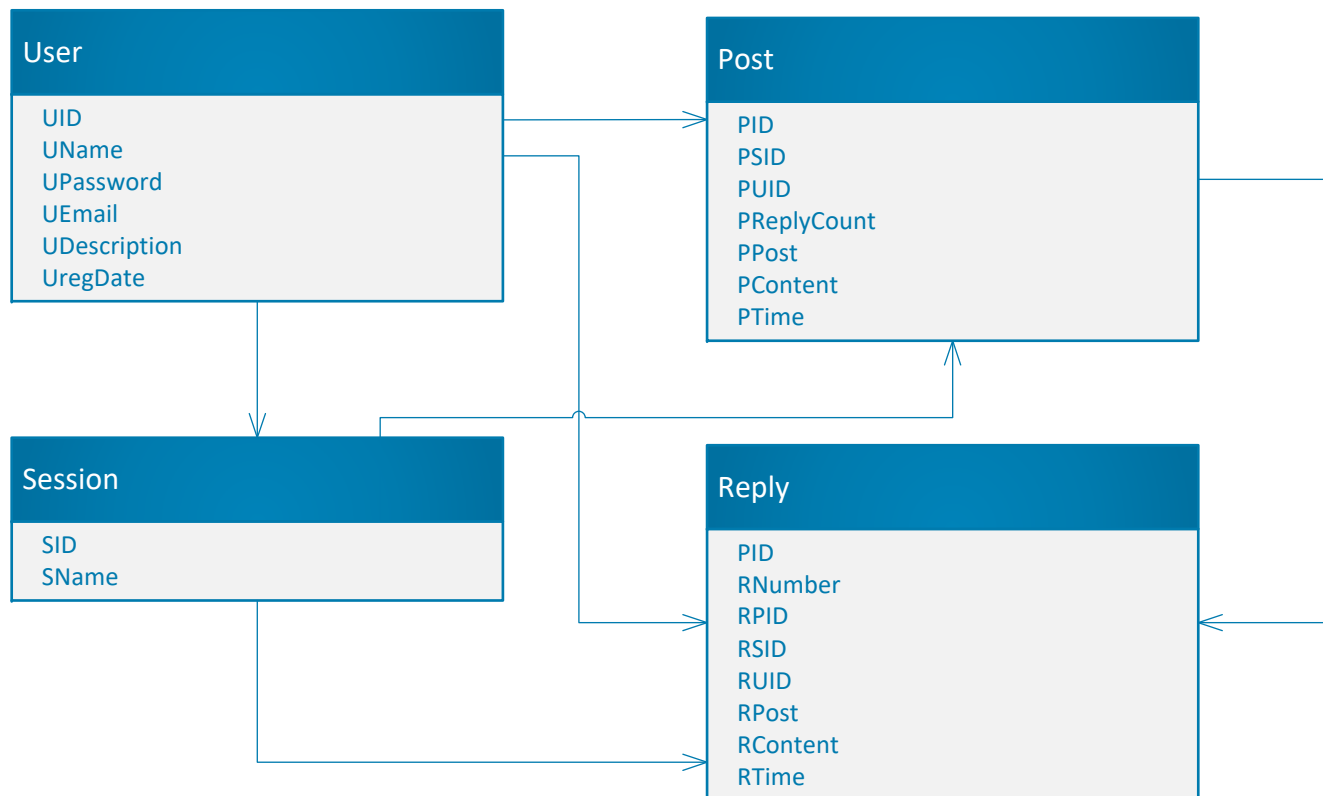 User
UID
UName
UPassword
UEmail
UDescription
UregDate
Post
PID
PSID
PUID
PReplyCount
PPost
PContent
PTime
Session
SID
SName
Reply
PID
RNumber
RPID
RSID
RUID
RPost
RContent
RTime